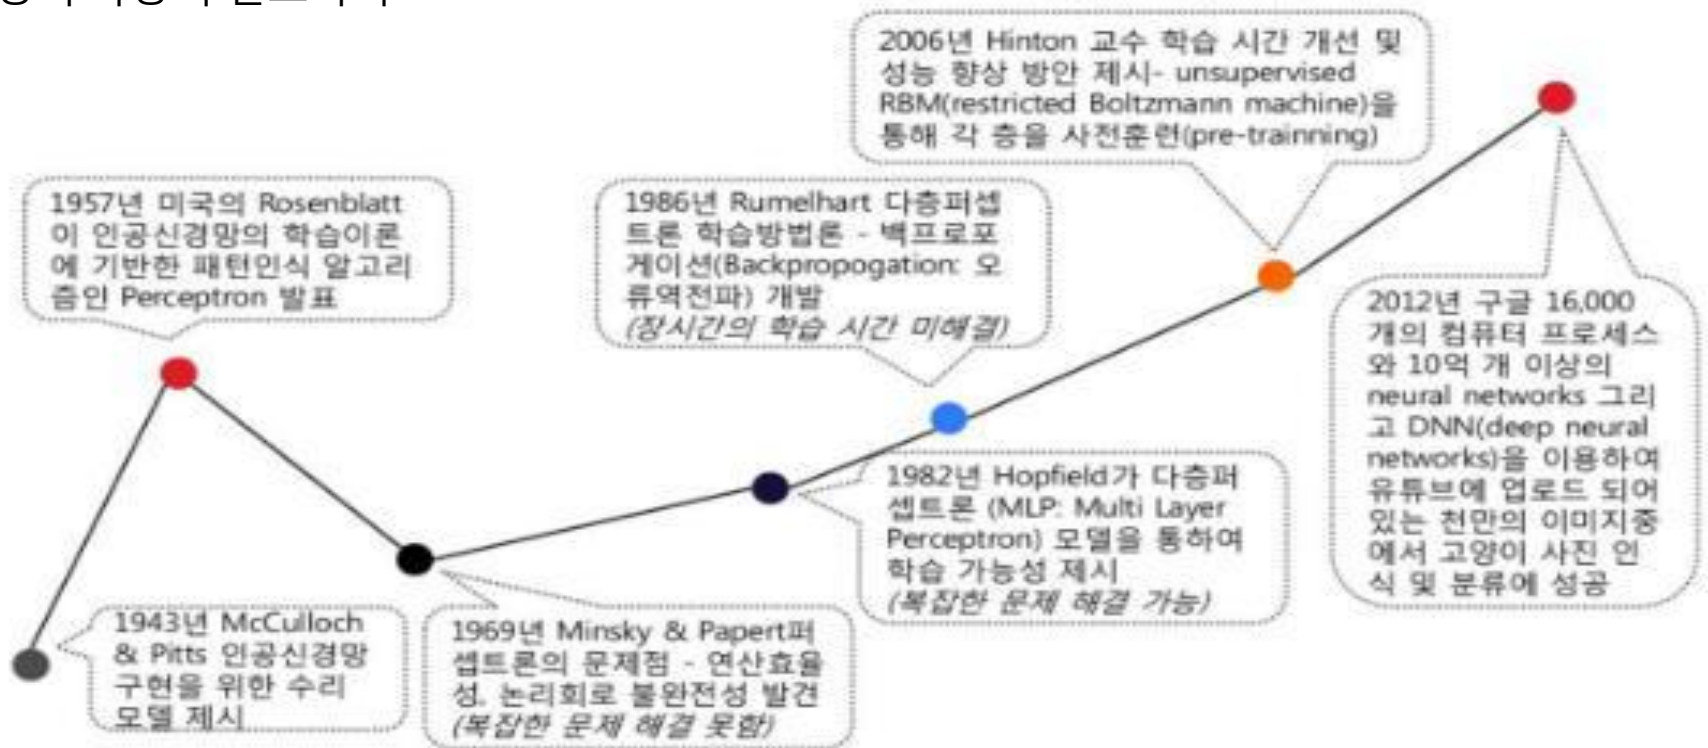 2006년 Hinton 교수 학습 시간 개선 및
성능 향상 방안 제시- unsupervised
RBM(restricted Boltzmann machine)을
통해 각 층을 사전훈련(pre-trainning)
1957년 미국의 Rosenblatt
이 인공신경망의 학습이론
에 기반한 패턴인식 알고리
즘인 Perceptron 발표
1986년 Rumelhart 다층퍼셉
트론 학습방법론 - 백프로포
게이션(Backpropogation: 오
류역전파) 개발
(장시간의 학습 시간 미해결)
2012년 구글 16,000
개의 컴퓨터 프로세스
와 10억 개 이상의
neural networks 그리
고 DNN(deep neural
networks)을 이용하여
유튜브에 업로드 되어
있는 천만의 이미지중
에서 고양이 사진 인
식 및 분류에 성공
1982년 Hopfield가 다층퍼
셉트론 (MLP: Multi Layer
Perceptron) 모델을 통하여
학습 가능성 제시
(복잡한 문제 해결 가능)
1943년 McCulloch
& Pitts 인공신경망
구현을 위한 수리
모델 제시
1969년 Minsky & Papert퍼
셉트론의 문제점 - 연산효율
성, 논리회로 불완전성 발견
(복잡한 문제 해결 못함)